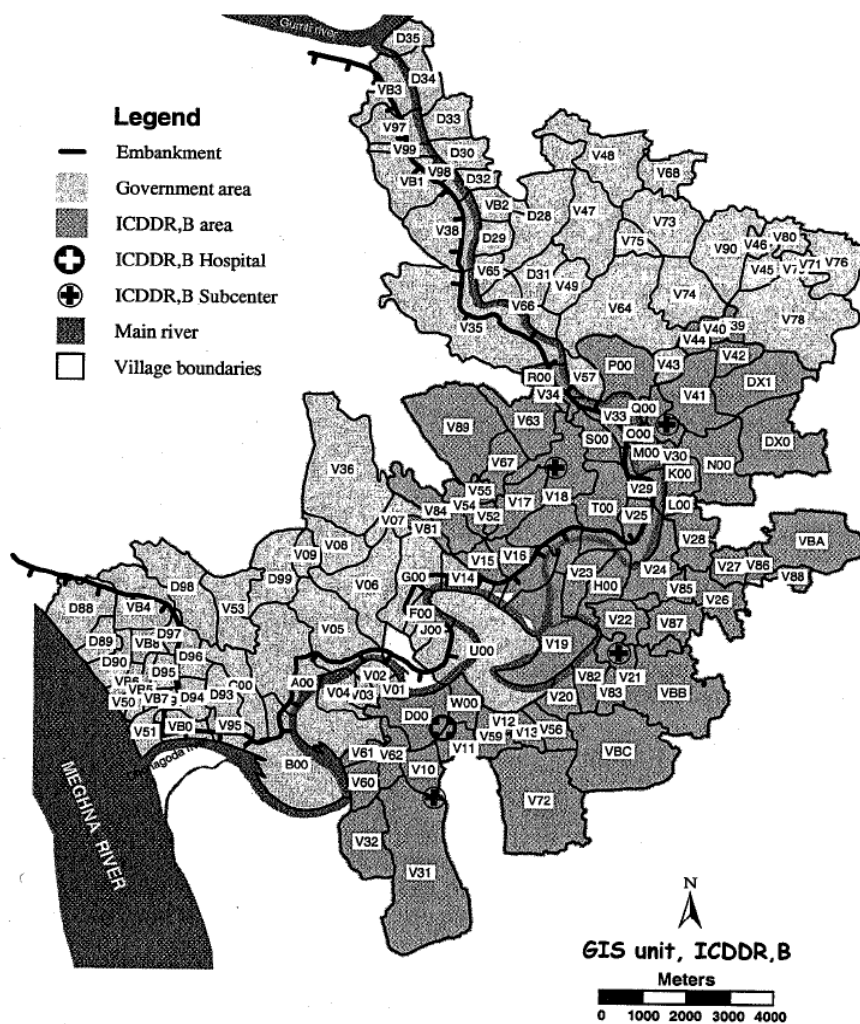 Gumti river
D35
D34
VB3
D33
V97
V99
D30
V98
D32
VB1
VB2
D28
V38
D29
V65
D31
V49
V66
V35
V48
V68
V47
V73
V75
V90
V46
V80
V45
V71
V76
V74
V64
V78
V40
39
V44
V42
V43
P00
R00
V57
V34
DX1
V41
V33
Q00
V63
V89
S00
O00
M00
V30
DX0
N00
K00
V67
V55
V18
V29
V17
V54
V52
T00
V25
L00
V36
V84
V07
V81
V28
VBA
V08
V09
V15
V16
V27
V86
V88
V24
V23
H00
V85
V26
G00
V14
D99
V06
D98
V53
F00
J00
V22
V87
D88
VB4
V05
U00
V19
D97
D89
VB8
D96
D90
D95
V21
V82
V83
VBB
V50
VB7
D94
D93
A00
V02
V04
V03
V01
W00
V20
D00
V12
V59
V13
V56
V51
VB0
V95
V11
VBC
B00
V61
V62
V10
V60
V72
V32
V31
MEGHNA RIVER
Legend
Embankment
Government area
ICDDR,B area
ICDDR,B Hospital
ICDDR,B Subcenter
Main river
Village boundaries
N
GIS unit, ICDDR,B
Meters
0 1000 2000 3000 4000